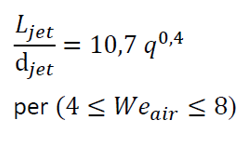 L_jet / d_jet = 10,7 q^0,4
per (4 ≤ We_air ≤ 8)